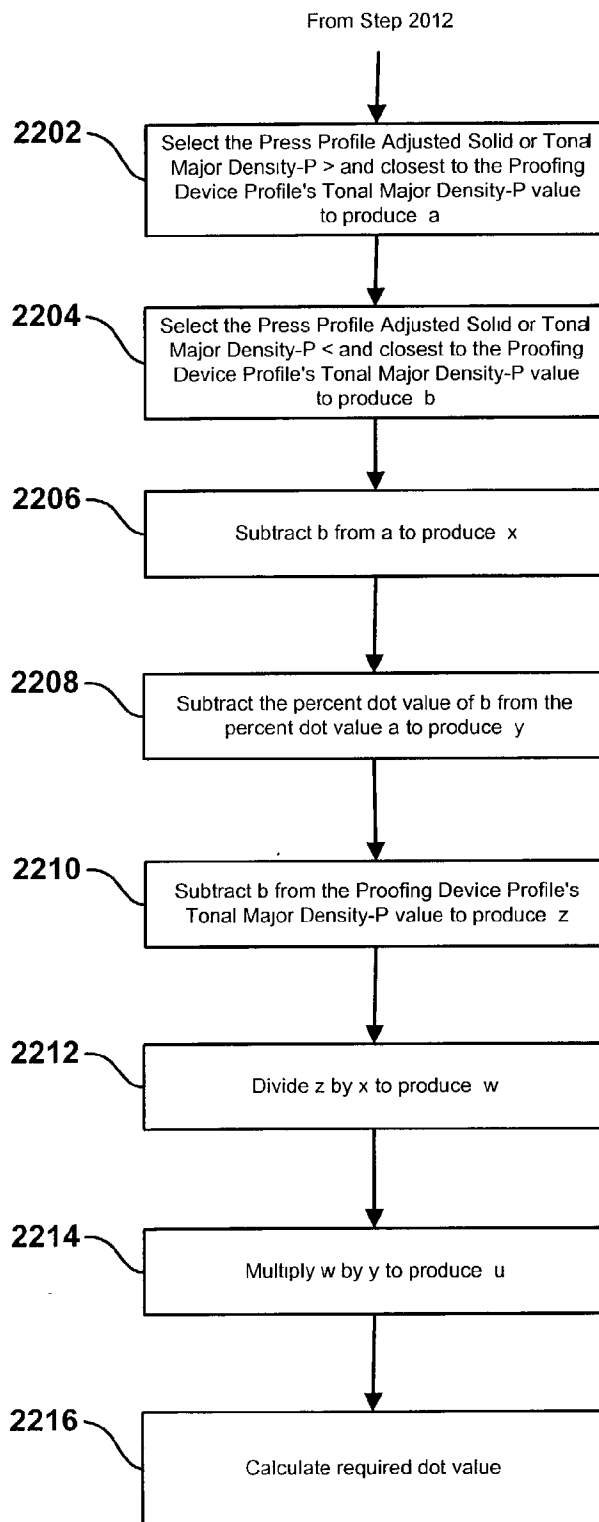 From Step 2012
2202
Select the Press Profile Adjusted Solid or Tonal
Major Density-P > and closest to the Proofing
Device Profile's Tonal Major Density-P value
to produce a
2204
Select the Press Profile Adjusted Solid or Tonal
Major Density-P < and closest to the Proofing
Device Profile's Tonal Major Density-P value
to produce b
2206
Subtract b from a to produce x
2208
Subtract the percent dot value of b from the
percent dot value a to produce y
2210
Subtract b from the Proofing Device Profile's
Tonal Major Density-P value to produce z
2212
Divide z by x to produce w
2214
Multiply w by y to produce u
2216
Calculate required dot value